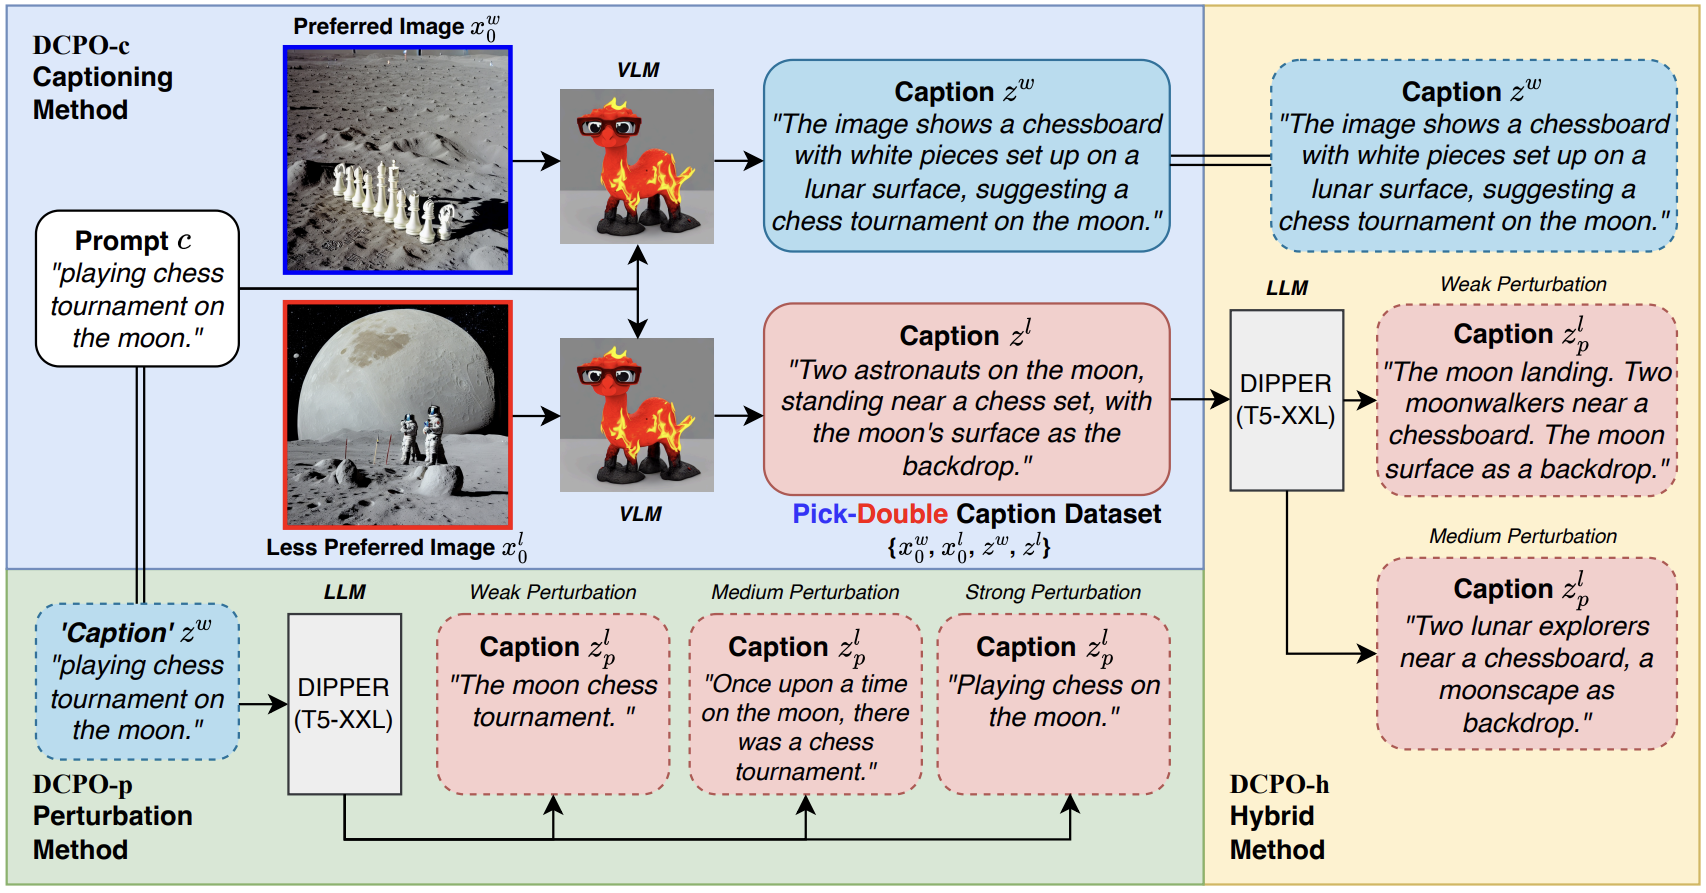 DCPO-c
Captioning
Method
Preferred Image x_0^w
VLM
Caption z^w
"The image shows a chessboard
with white pieces set up on a
lunar surface, suggesting a
chess tournament on the moon."
Caption z^w
"The image shows a chessboard
with white pieces set up on a
lunar surface, suggesting a
chess tournament on the moon."
Prompt c
"playing chess
tournament on
the moon."
Caption z^l
"Two astronauts on the moon,
standing near a chess set, with
the moon's surface as the
backdrop."
VLM
Less Preferred Image x_0^l
Pick-Double Caption Dataset
{x_0^w, x_0^l, z^w, z^l}
LLM
DIPPER
(T5-XXL)
Weak Perturbation
Caption z_p^l
"The moon landing. Two
moonwalkers near a
chessboard. The moon
surface as a backdrop."
Medium Perturbation
Caption z_p^l
"Two lunar explorers
near a chessboard, a
moonscape as
backdrop."
DCPO-h
Hybrid
Method
'Caption' z^w
"playing chess
tournament on
the moon."
LLM
DIPPER
(T5-XXL)
Weak Perturbation
Caption z_p^l
"The moon chess
tournament. "
Medium Perturbation
Caption z_p^l
"Once upon a time
on the moon, there
was a chess
tournament."
Strong Perturbation
Caption z_p^l
"Playing chess on
the moon."
DCPO-p
Perturbation
Method